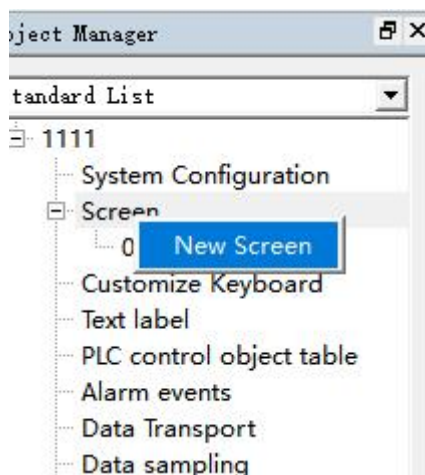 oject Manager
tandard List
1111
System Configuration
Screen
0
New Screen
Customize Keyboard
Text label
PLC control object table
Alarm events
Data Transport
Data sampling